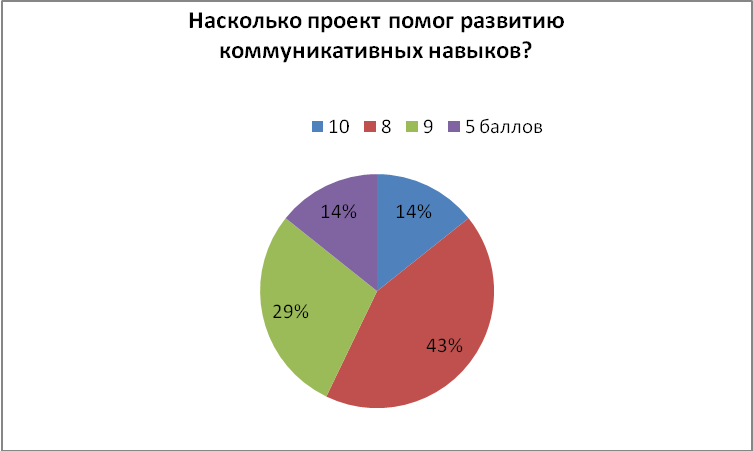 Насколько проект помог развитию
коммуникативных навыков?
10 8 9 5 баллов
14% 14%
29%
43%